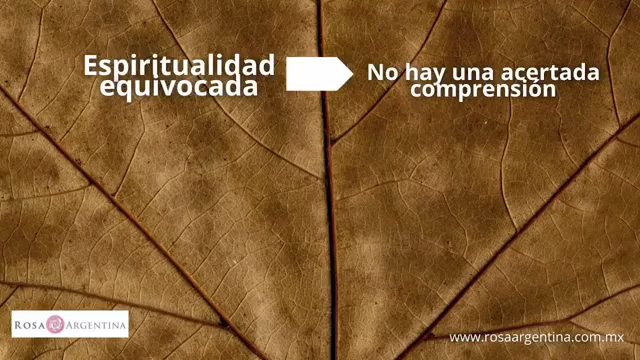 Espiritualidad
equivocada
No hay una acertada
comprensión
ROSA ARGENTINA
www.rosaargentina.com.mx